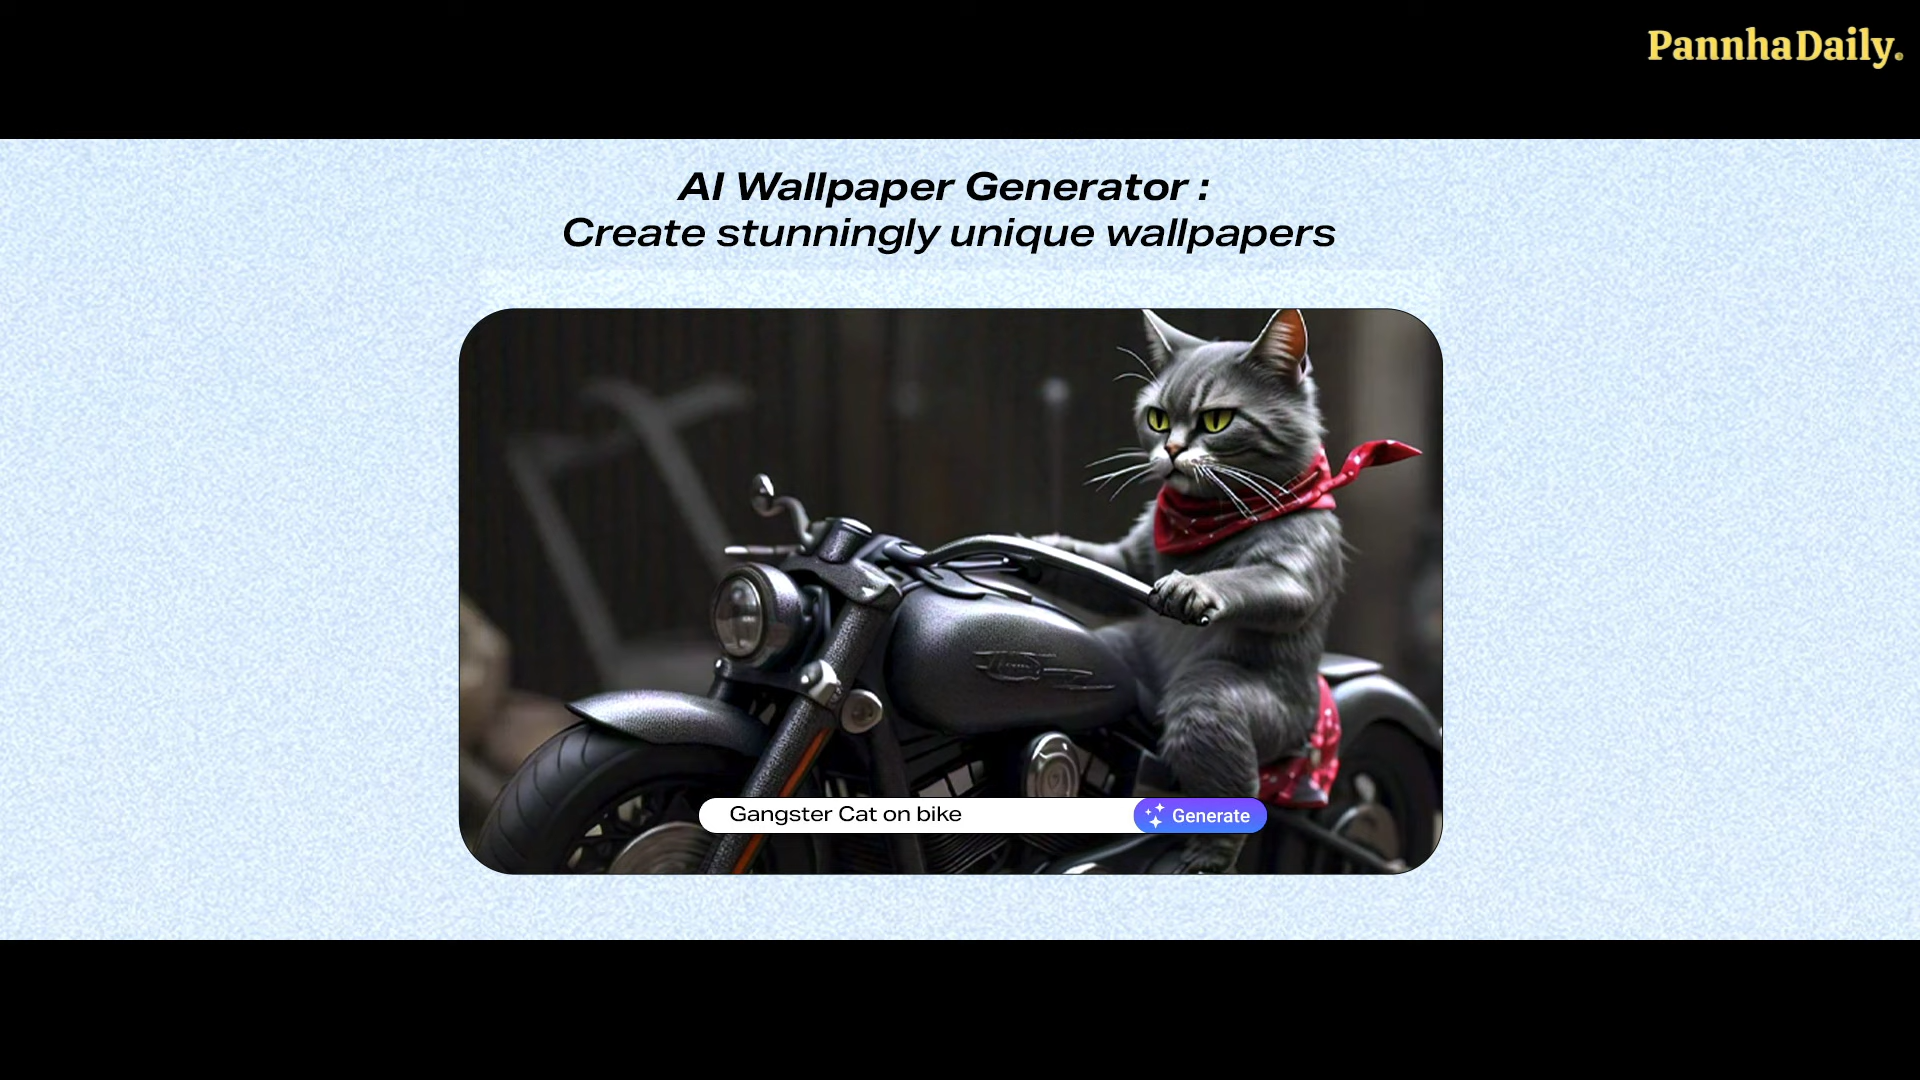 PannhaDaily.
AI Wallpaper Generator :
Create stunningly unique wallpapers
Gangster Cat on bike
Generate